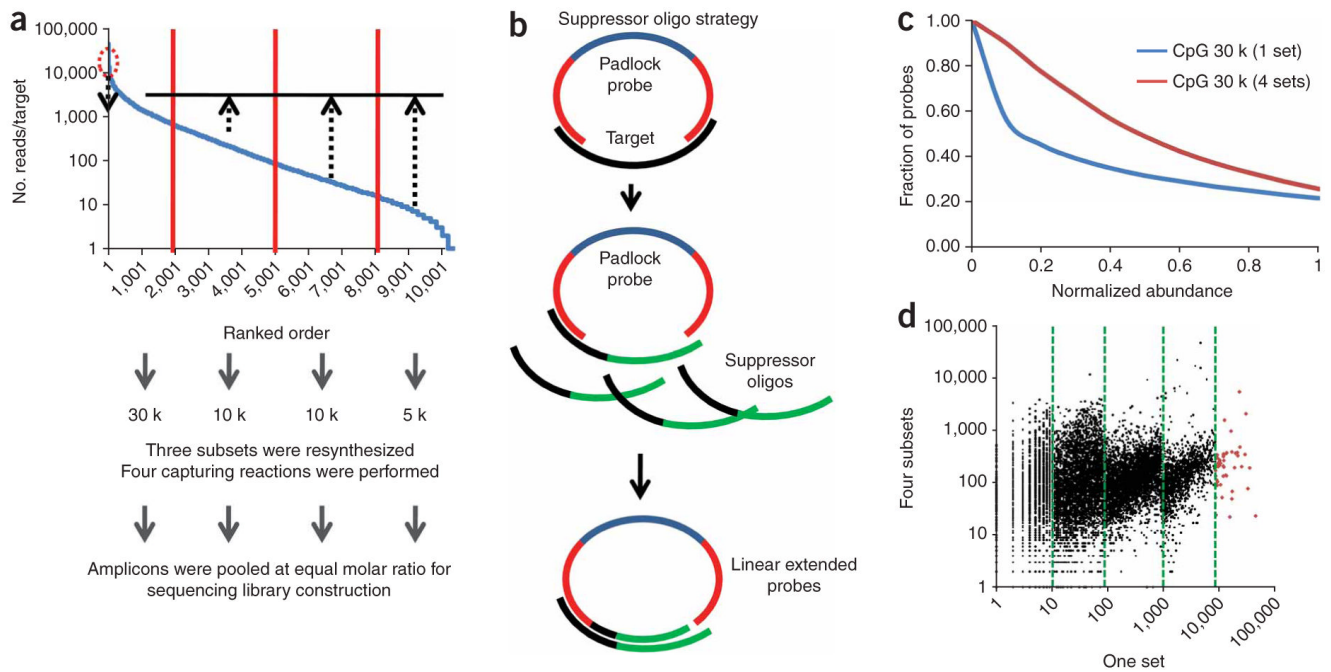 a
100,000
10,000
1,000
100
10
1
No. reads/target
1
1,001
2,001
3,001
4,001
5,001
6,001
7,001
8,001
9,001
10,001
Ranked order
30 k
10 k
10 k
5 k
Three subsets were resynthesized
Four capturing reactions were performed
Amplicons were pooled at equal molar ratio for
sequencing library construction
b
Suppressor oligo strategy
Padlock
probe
Target
Padlock
probe
Suppressor
oligos
Linear extended
probes
c
1.00
0.80
0.60
0.40
0.20
0.00
Fraction of probes
CpG 30 k (1 set)
CpG 30 k (4 sets)
0
0.2
0.4
0.6
0.8
1
Normalized abundance
d
100,000
10,000
1,000
100
10
1
Four subsets
1
10
100
1,000
10,000
100,000
One set